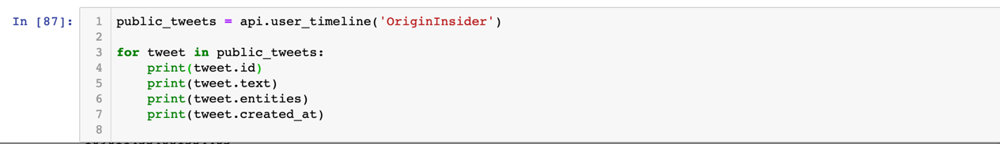 In [87]:
1 public_tweets = api.user_timeline('OriginInsider')
2
3 for tweet in public_tweets:
4     print(tweet.id)
5     print(tweet.text)
6     print(tweet.entities)
7     print(tweet.created_at)
8